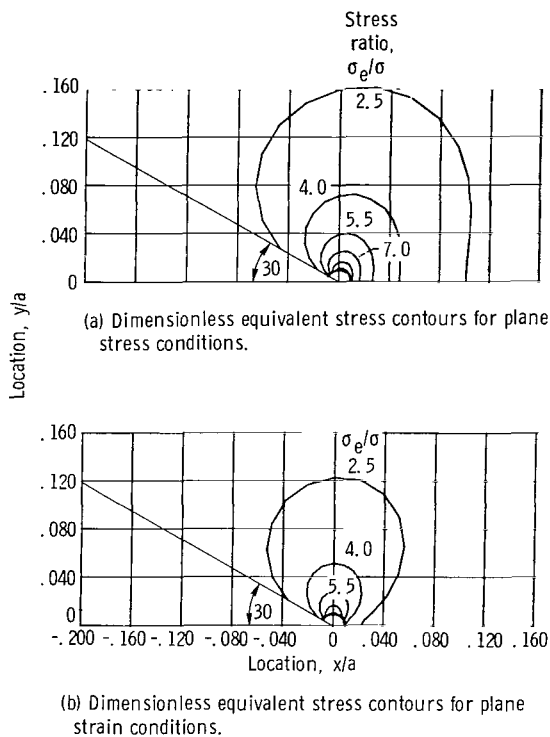 Stress
ratio,
σe/σ
2.5
4.0
5.5
7.0
.160
.120
.080
.040
0
30
(a) Dimensionless equivalent stress contours for plane
stress conditions.
Location, y/a
σe/σ
2.5
4.0
5.5
.160
.120
.080
.040
0
30
-.200 -.160 -.120 -.080 -.040 0 .040 .080 .120 .160
Location, x/a
(b) Dimensionless equivalent stress contours for plane
strain conditions.